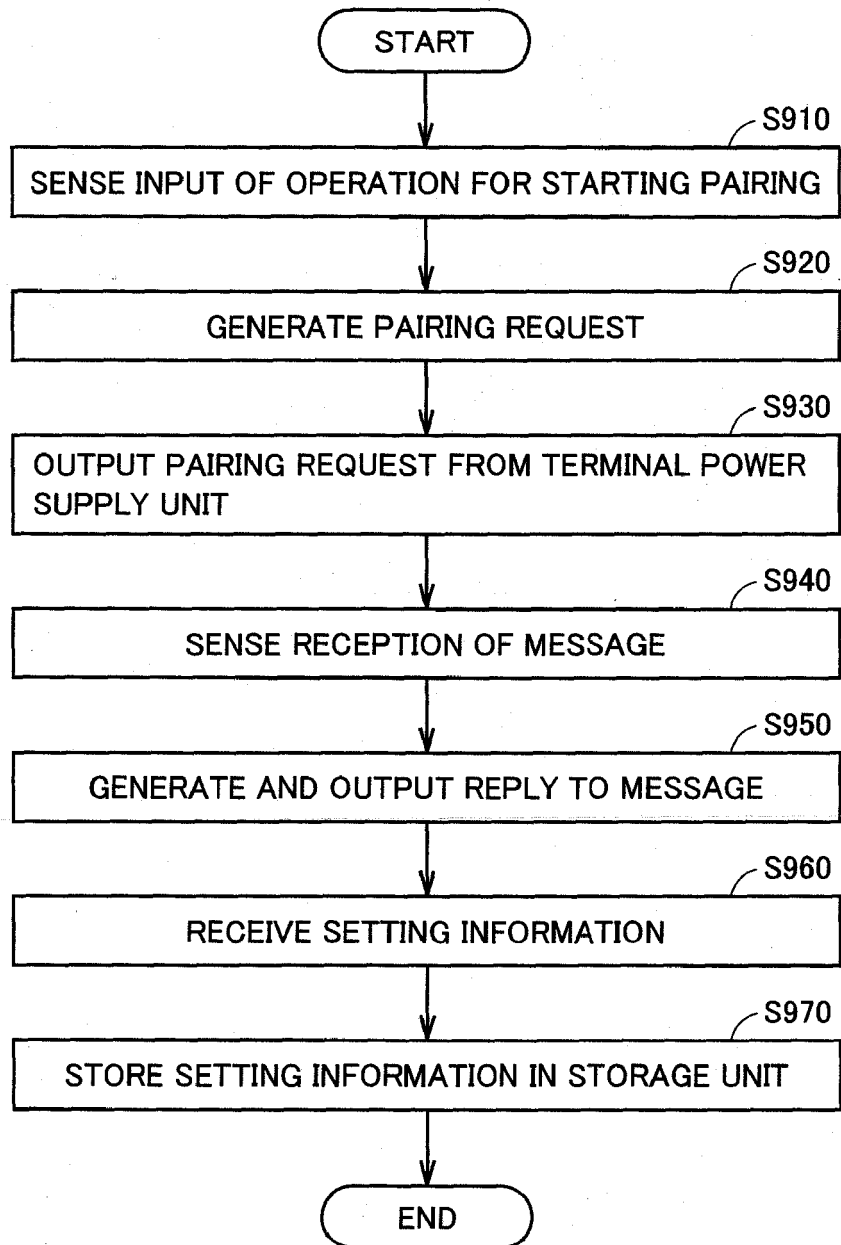 START
S910
SENSE INPUT OF OPERATION FOR STARTING PAIRING
S920
GENERATE PAIRING REQUEST
S930
OUTPUT PAIRING REQUEST FROM TERMINAL POWER
SUPPLY UNIT
S940
SENSE RECEPTION OF MESSAGE
S950
GENERATE AND OUTPUT REPLY TO MESSAGE
S960
RECEIVE SETTING INFORMATION
S970
STORE SETTING INFORMATION IN STORAGE UNIT
END